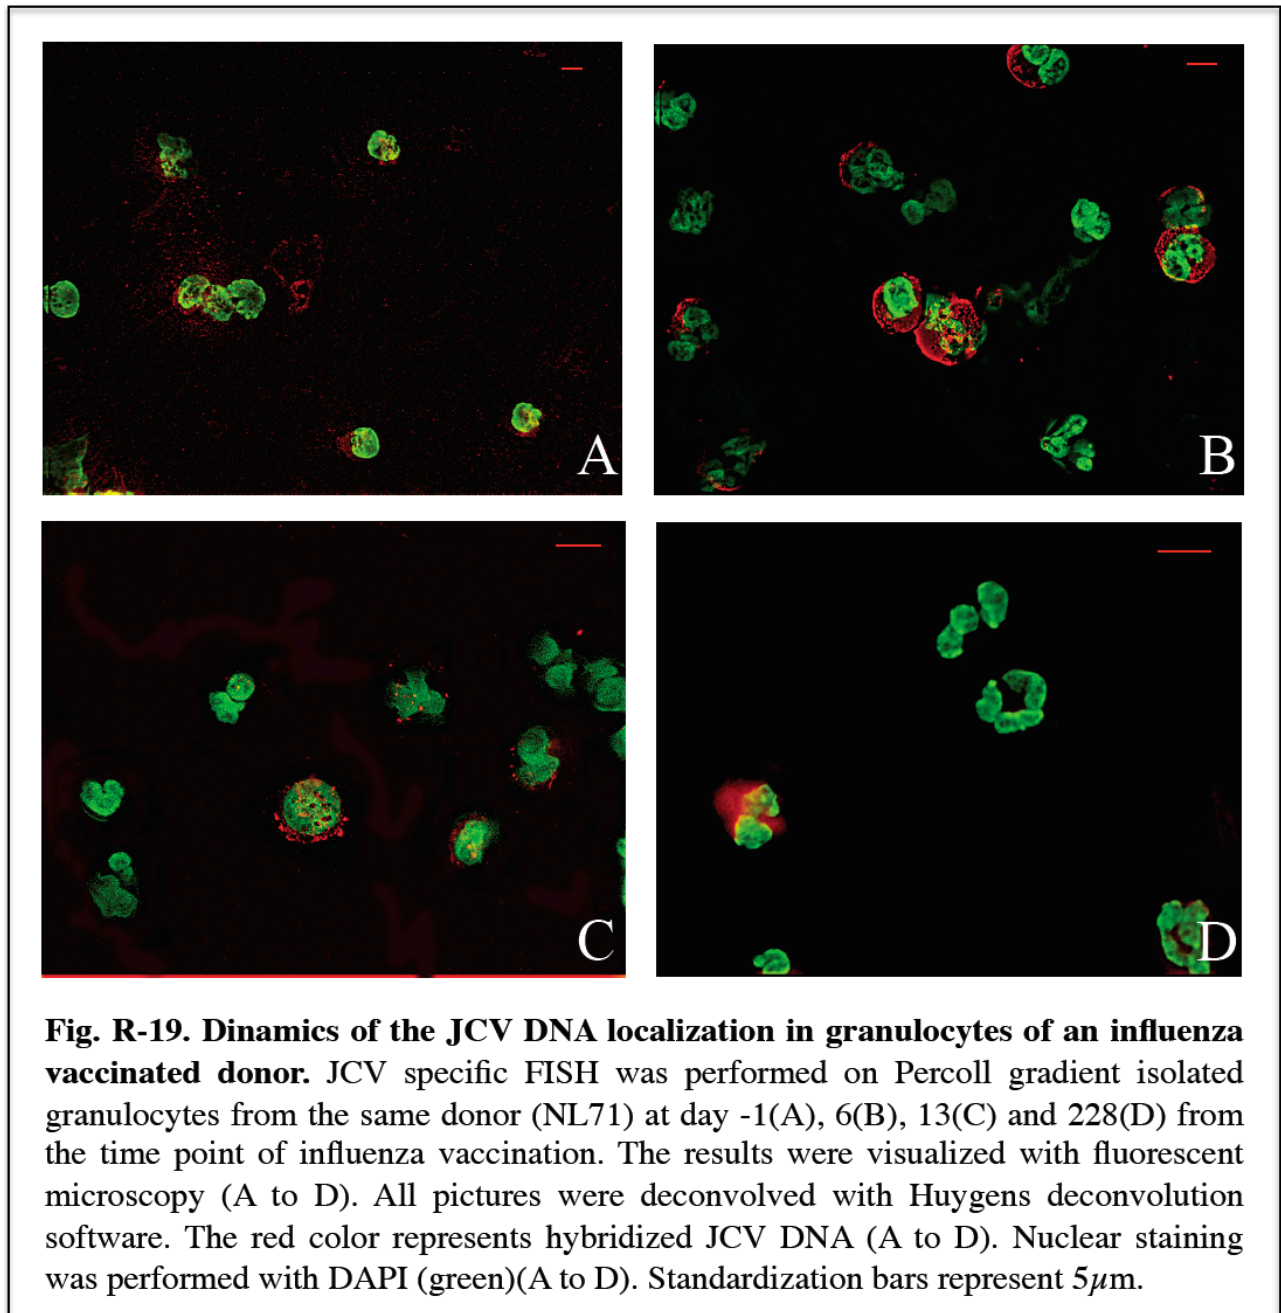 A
B
C
D
Fig. R-19. Dinamics of the JCV DNA localization in granulocytes of an influenza
vaccinated donor. JCV specific FISH was performed on Percoll gradient isolated
granulocytes from the same donor (NL71) at day -1(A), 6(B), 13(C) and 228(D) from
the time point of influenza vaccination. The results were visualized with fluorescent
microscopy (A to D). All pictures were deconvolved with Huygens deconvolution
software. The red color represents hybridized JCV DNA (A to D). Nuclear staining
was performed with DAPI (green)(A to D). Standardization bars represent 5µm.